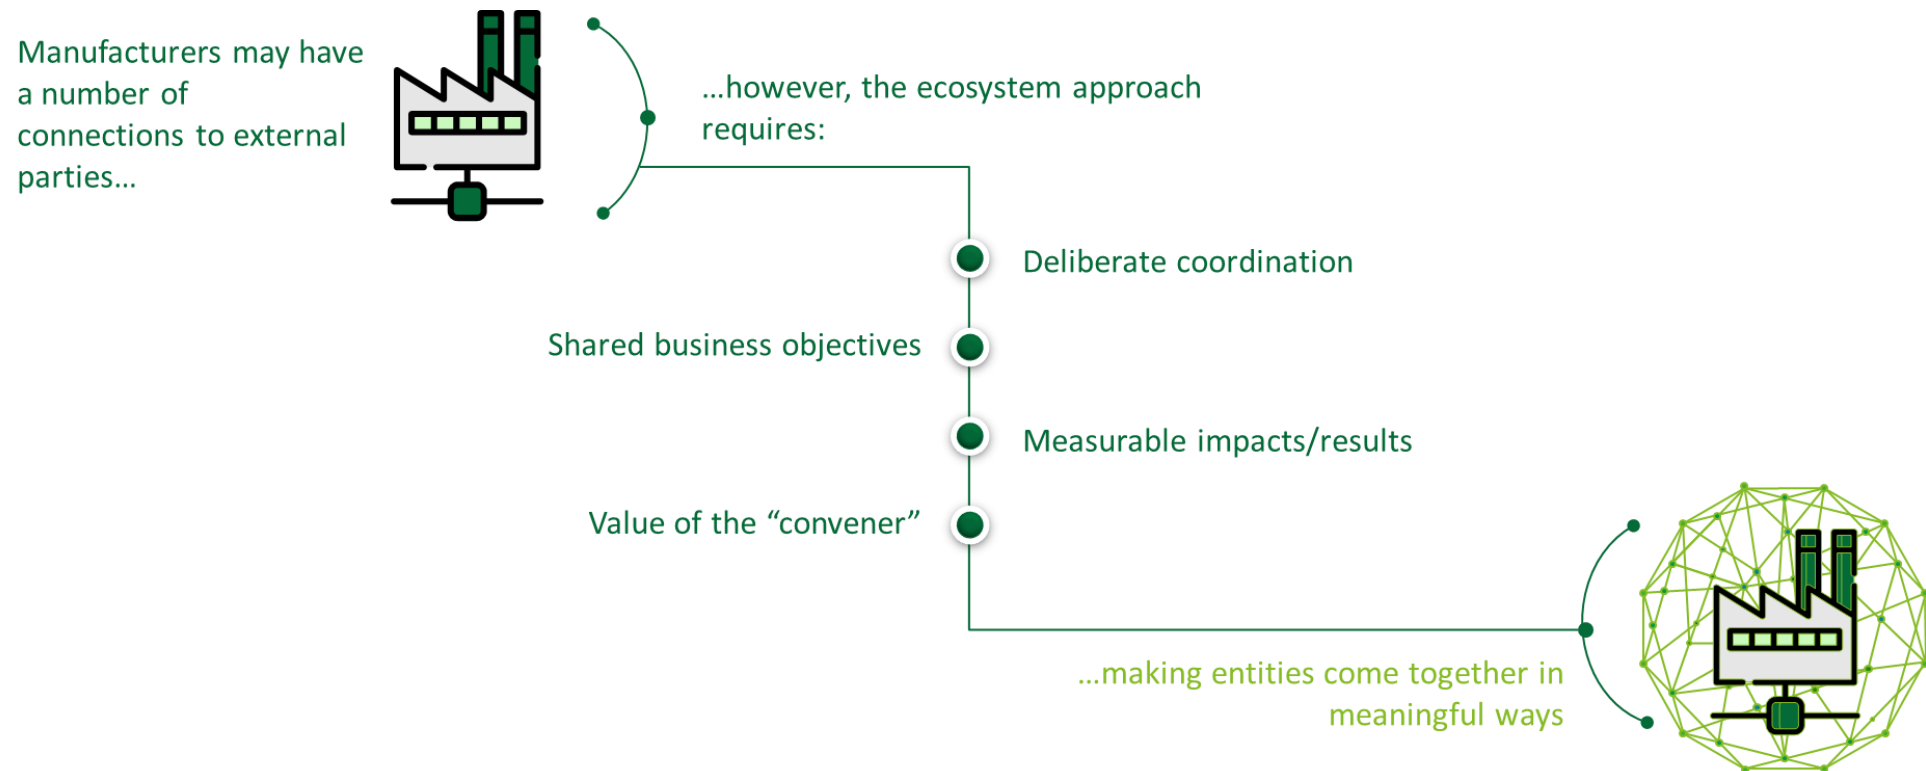 Manufacturers may have
a number of
connections to external
parties…
…however, the ecosystem approach
requires:
Deliberate coordination
Shared business objectives
Measurable impacts/results
Value of the “convener”
…making entities come together in
meaningful ways